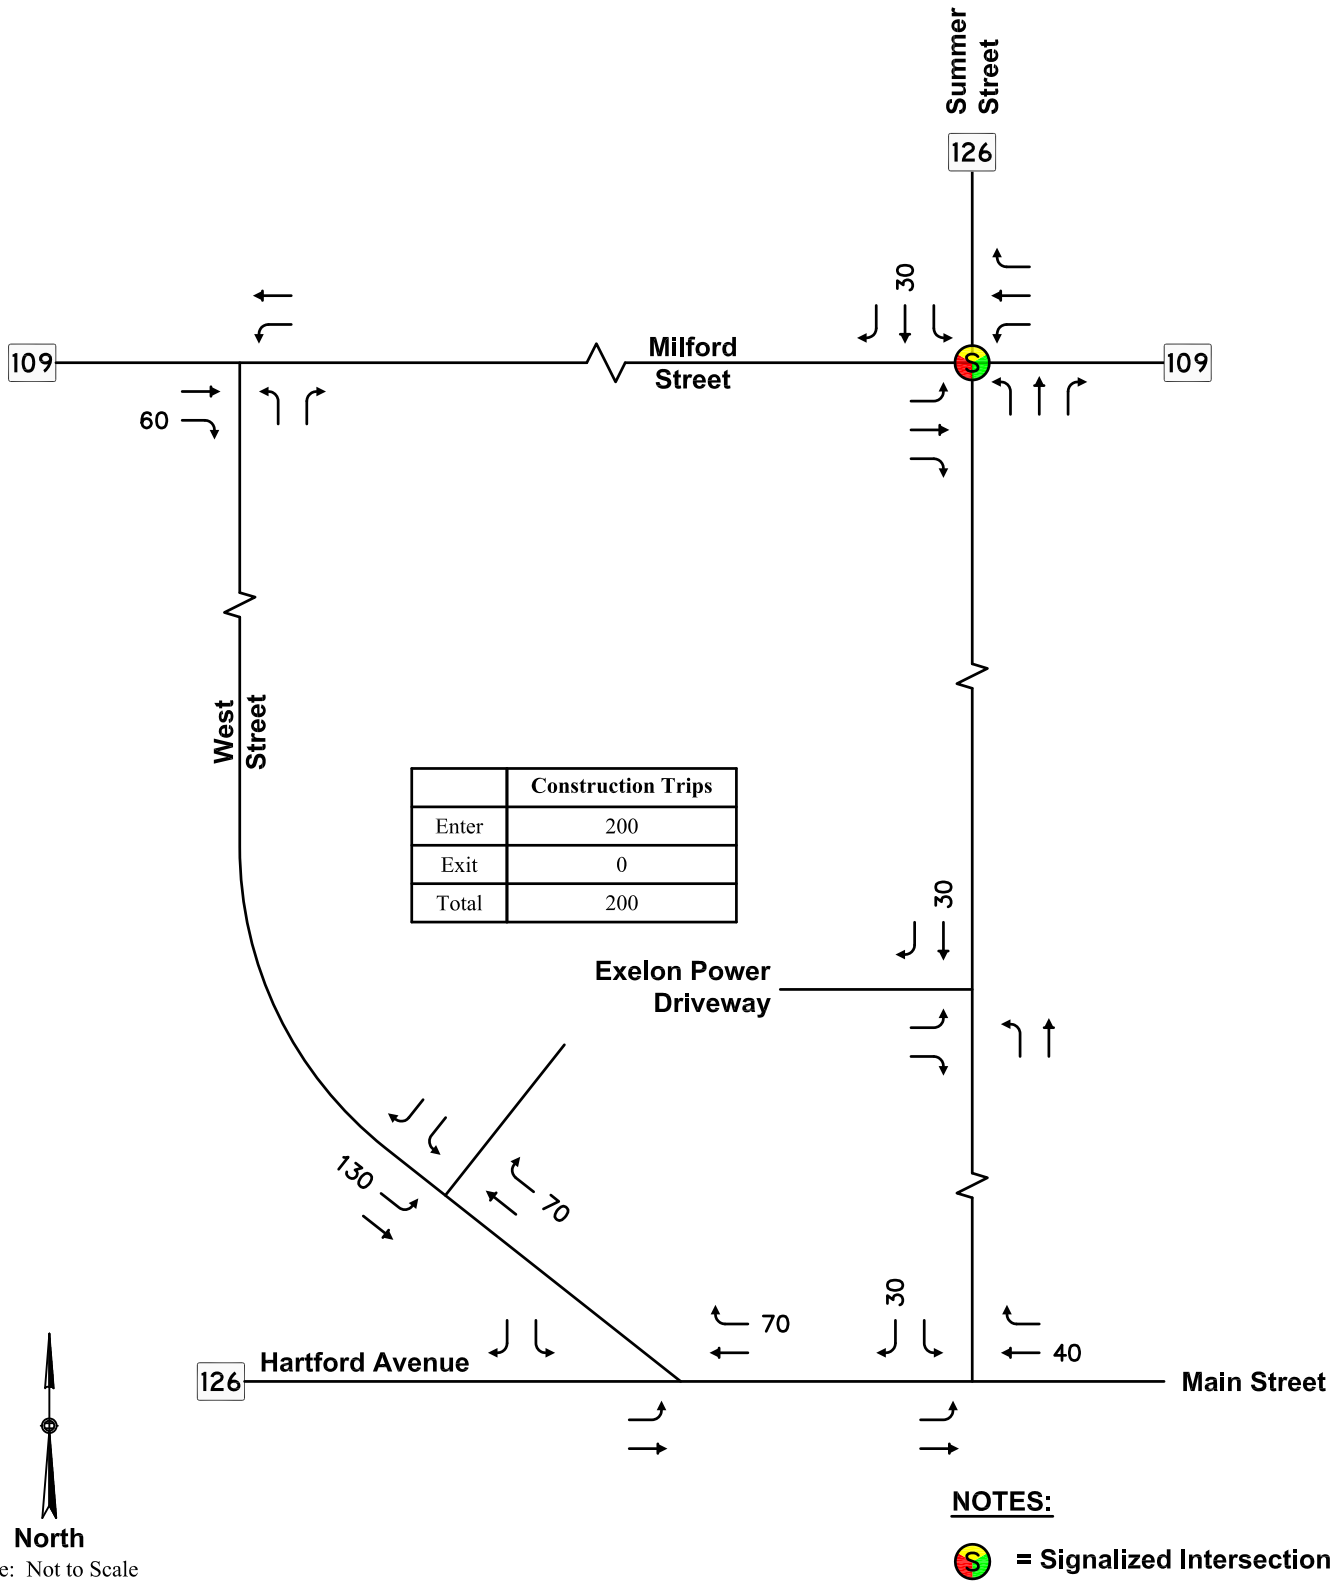 Summer
Street
126
30
109
Milford
Street
S
109
60
West
Street
Construction Trips
Enter 200
Exit 0
Total 200
30
Exelon Power
Driveway
130
70
30
70
40
Hartford Avenue
126
Main Street
NOTES:
North
S = Signalized Intersection
e: Not to Scale